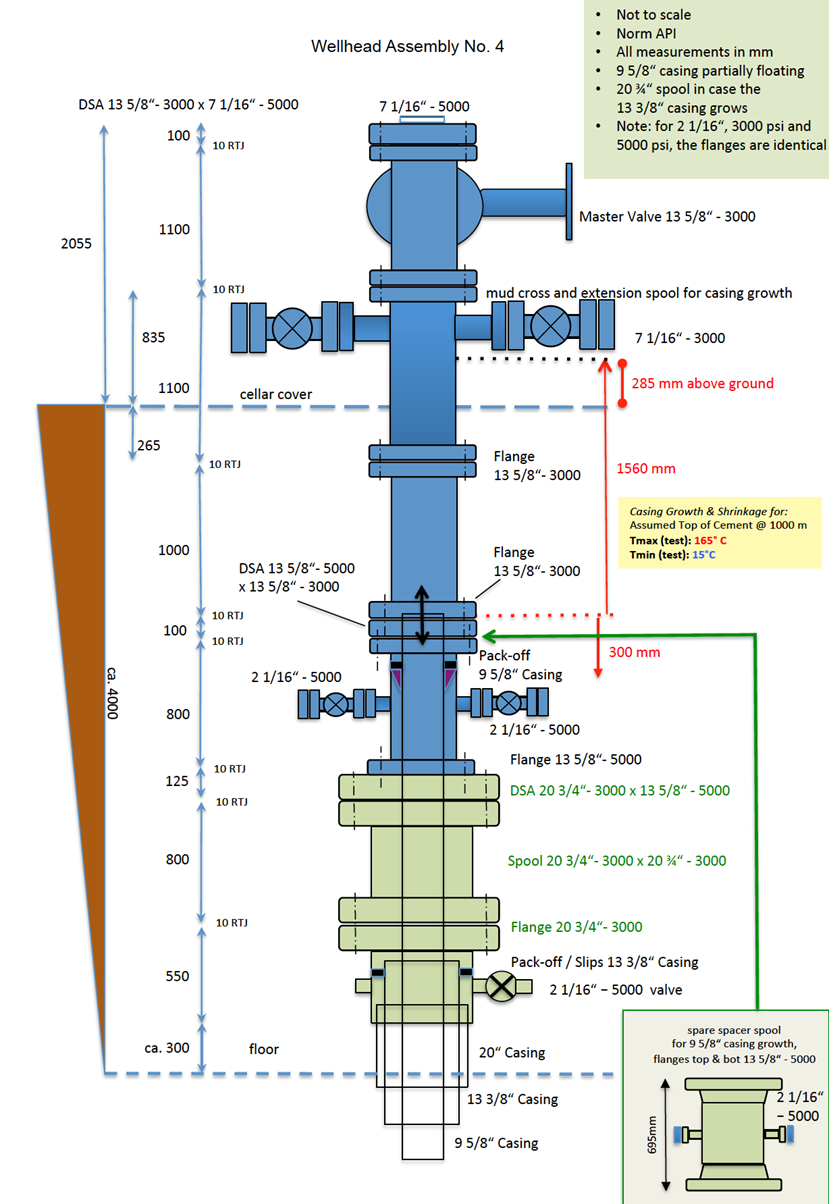 Wellhead Assembly No. 4
• Not to scale
• Norm API
• All measurements in mm
• 9 5/8“ casing partially floating
• 20 ¾“ spool in case the
13 3/8“ casing grows
• Note: for 2 1/16“, 3000 psi and
5000 psi, the flanges are identical
DSA 13 5/8“- 3000 x 7 1/16“ - 5000
7 1/16“ - 5000
100
10 RTJ
Master Valve 13 5/8“ - 3000
1100
2055
10 RTJ
mud cross and extension spool for casing growth
835
7 1/16“ - 3000
285 mm above ground
1100
cellar cover
265
10 RTJ
Flange
13 5/8“- 3000
1560 mm
Casing Growth & Shrinkage for:
Assumed Top of Cement @ 1000 m
Tmax (test): 165° C
Tmin (test): 15°C
1000
Flange
13 5/8“- 3000
DSA 13 5/8“- 5000
x 13 5/8“ - 3000
10 RTJ
100
10 RTJ
300 mm
Pack-off
9 5/8“ Casing
2 1/16“ - 5000
ca. 4000
800
2 1/16“ - 5000
Flange 13 5/8“ - 5000
10 RTJ
125
DSA 20 3/4“- 3000 x 13 5/8“ - 5000
10 RTJ
800
Spool 20 3/4“- 3000 x 20 ¾“ - 3000
10 RTJ
Flange 20 3/4“- 3000
Pack-off / Slips 13 3/8“ Casing
550
2 1/16“ – 5000 valve
ca. 300
floor
20“ Casing
13 3/8“ Casing
9 5/8“ Casing
spare spacer spool
for 9 5/8“ casing growth,
flanges top & bot 13 5/8“ - 5000
2 1/16“
– 5000
695mm